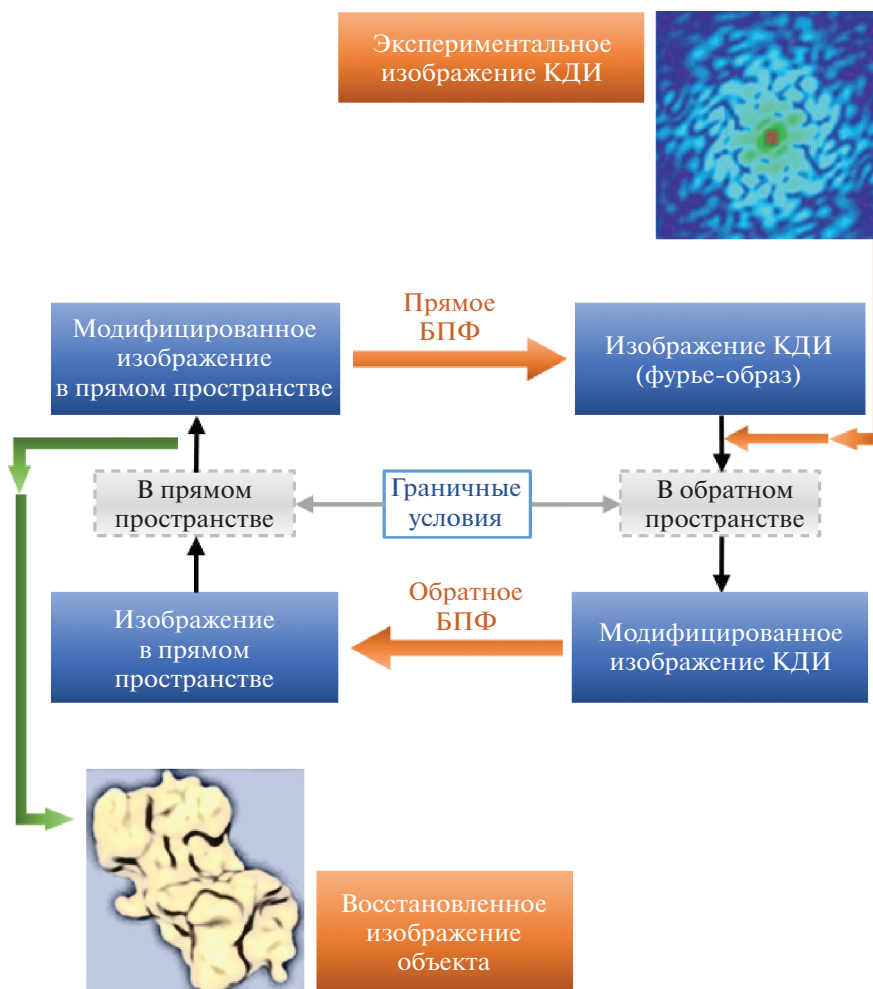 Экспериментальное
изображение КДИ
Прямое
БПФ
Модифицированное
изображение
в прямом пространстве
Изображение КДИ
(фурье-образ)
В прямом
пространстве
Граничные
условия
В обратном
пространстве
Обратное
БПФ
Изображение
в прямом
пространстве
Модифицированное
изображение КДИ
Восстановленное
изображение
объекта